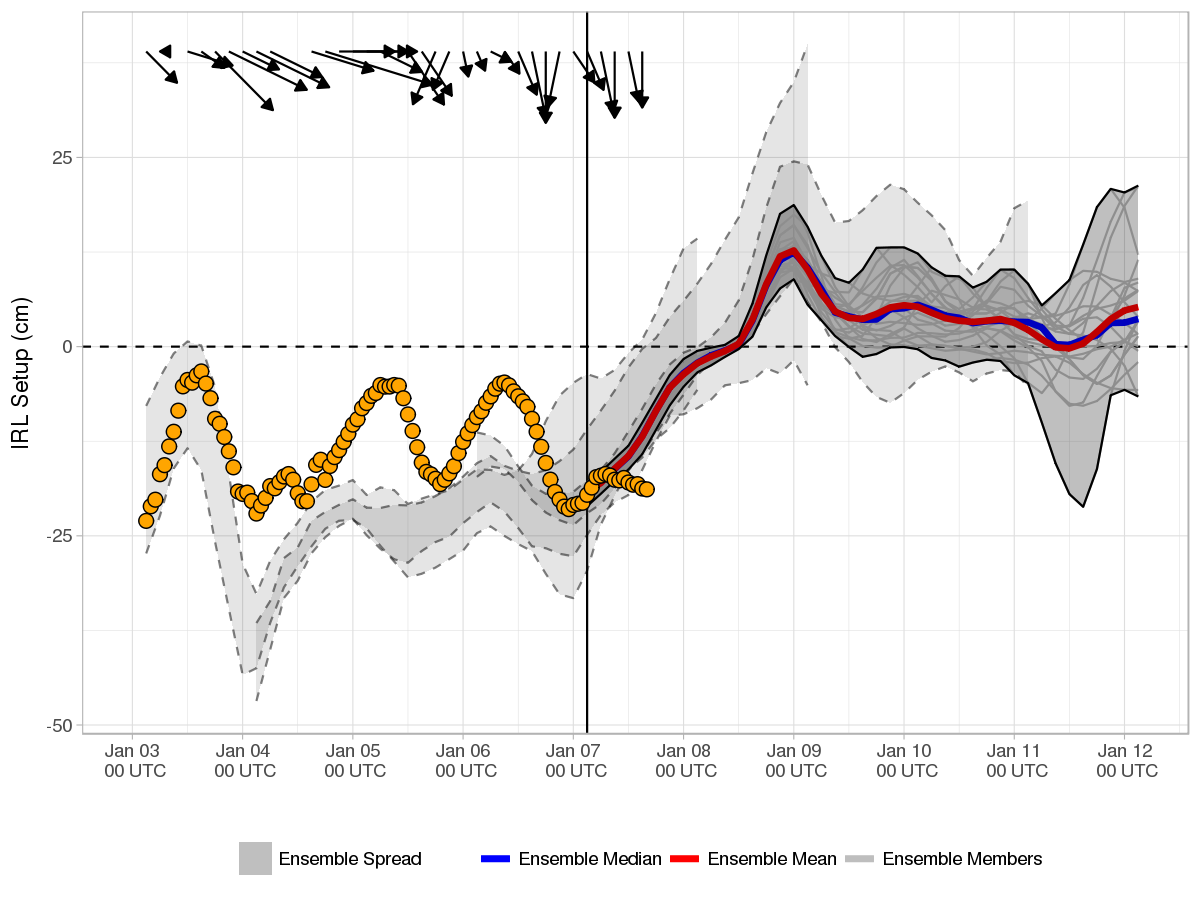 IRL Setup (cm)
25
0
-25
-50
Jan 03 Jan 04 Jan 05 Jan 06 Jan 07 Jan 08 Jan 09 Jan 10 Jan 11 Jan 12
00 UTC 00 UTC 00 UTC 00 UTC 00 UTC 00 UTC 00 UTC 00 UTC 00 UTC 00 UTC
Ensemble Spread Ensemble Median Ensemble Mean Ensemble Members